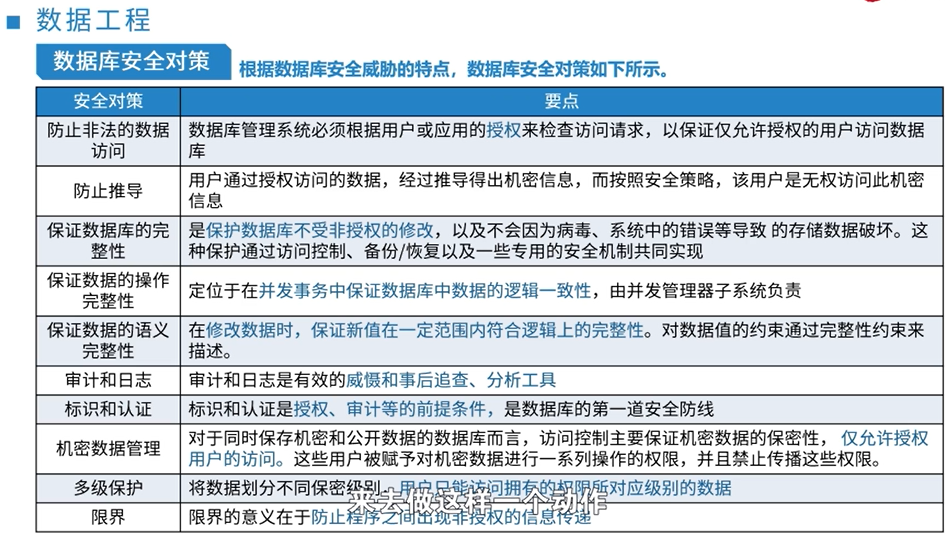 ■ 数据工程
数据库安全对策
根据数据库安全威胁的特点，数据库安全对策如下所示。
安全对策 要点
防止非法的数据
访问
数据库管理系统必须根据用户或应用的授权来检查访问请求，以保证仅允许授权的用户访问数据
库
防止推导
用户通过授权访问的数据，经过推导得出机密信息，而按照安全策略，该用户是无权访问此机密
信息
保证数据库的完
整性
是保护数据库不受非授权的修改，以及不会因为病毒、系统中的错误等导致 的存储数据破坏。这
种保护通过访问控制、备份/恢复以及一些专用的安全机制共同实现
保证数据的操作
完整性
定位于在并发事务中保证数据库中数据的逻辑一致性，由并发管理器子系统负责
保证数据的语义
完整性
在修改数据时，保证新值在一定范围内符合逻辑上的完整性。对数据值的约束通过完整性约束来
描述。
审计和日志
审计和日志是有效的威慑和事后追查、分析工具
标识和认证
标识和认证是授权、审计等的前提条件，是数据库的第一道安全防线
机密数据管理
对于同时保存机密和公开数据的数据库而言，访问控制主要保证机密数据的保密性， 仅允许授权
用户的访问。这些用户被赋予对机密数据进行一系列操作的权限，并且禁止传播这些权限。
多级保护
将数据划分不同保密级别，用户只能访问拥有的权限所对应级别的数据
来去做这样一个动作
限界
限界的意义在于防止程序之间出现非授权的信息传递